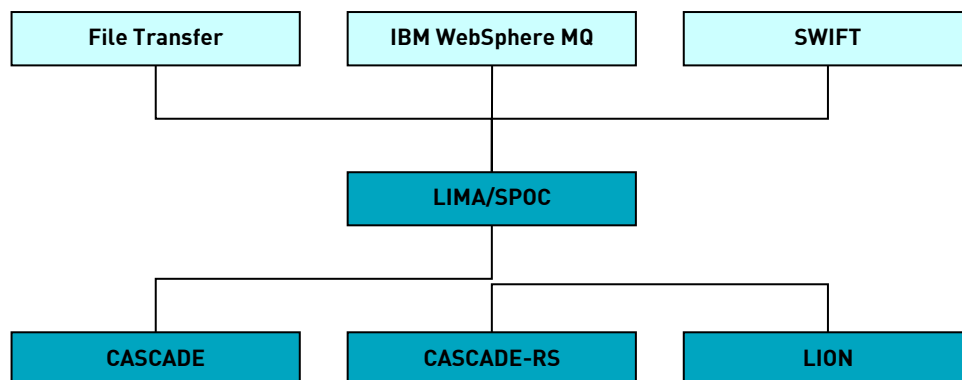 File Transfer
IBM WebSphere MQ
SWIFT
LIMA/SPOC
CASCADE
CASCADE-RS
LION